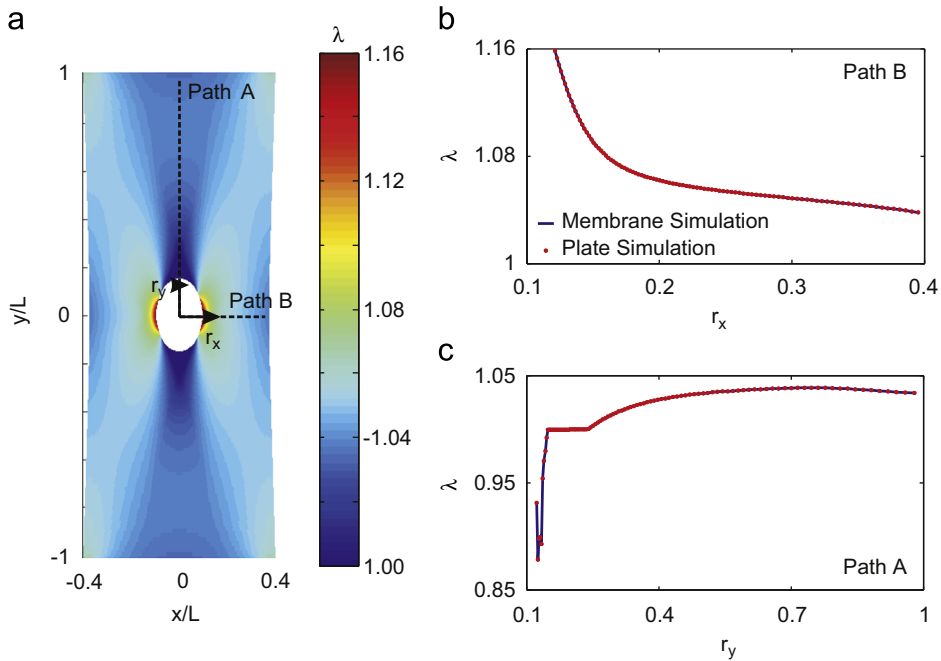 a
λ
1.16
1.12
1.08
-1.04
1.00
1
0
-1
y/L
-0.4
0
0.4
x/L
Path A
Path B
r_y
r_x
b
1.16
1.08
1
λ
Path B
Membrane Simulation
Plate Simulation
0.1
0.2
0.3
0.4
r_x
c
1.05
1.00
0.95
0.85
λ
Path A
0.1
0.4
0.7
1
r_y